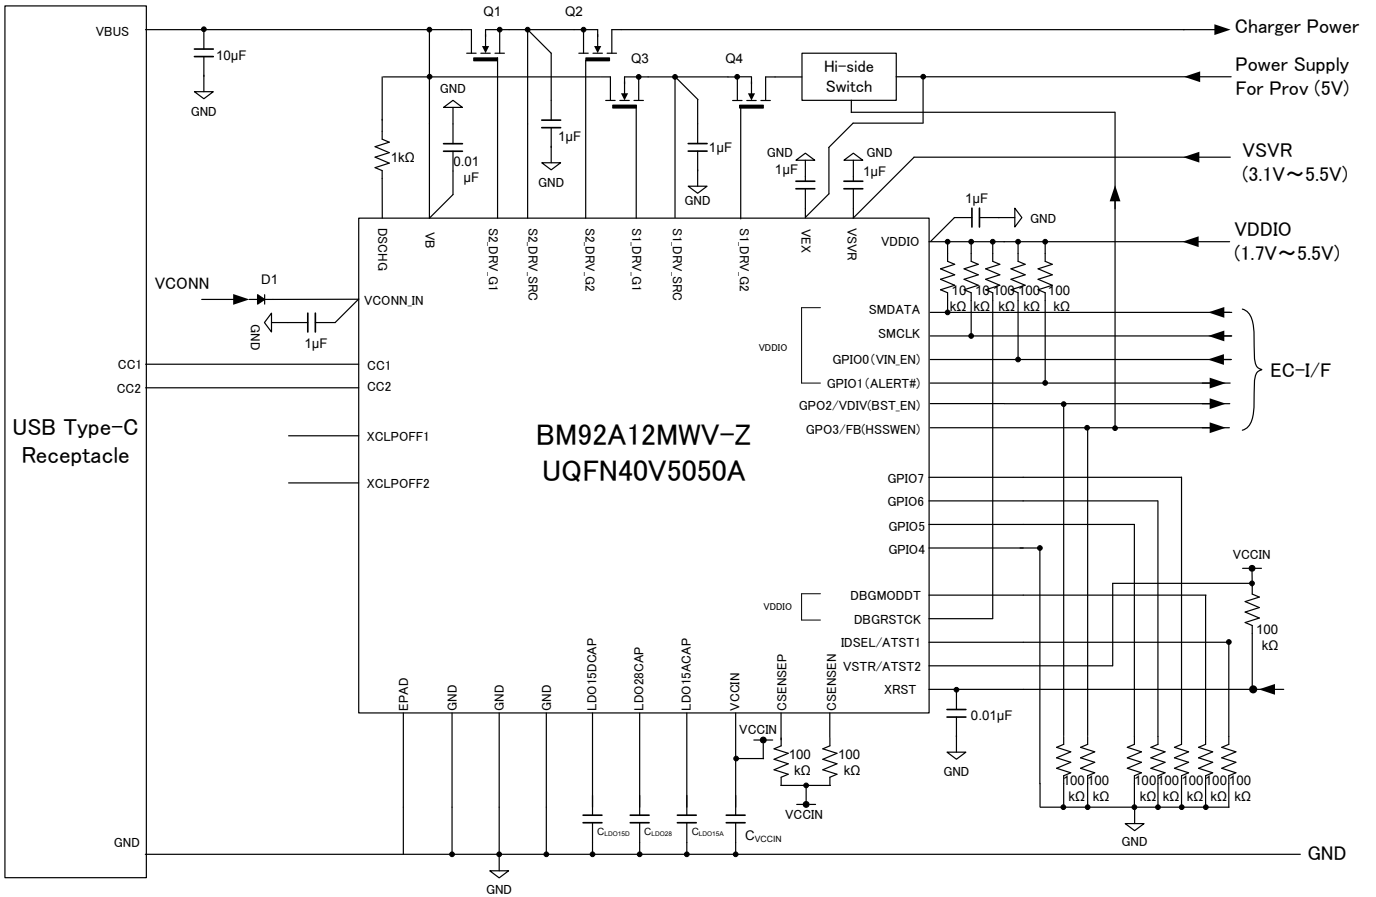 Q1
Q2
Charger Power
VBUS
10μF
GND
Q3
Q4
Hi-side
Switch
Power Supply
For Prov (5V)
GND
1μF
GND
1μF
GND
1kΩ
0.01
μF
GND
1μF
GND
1μF
VSVR
(3.1V～5.5V)
1μF
GND
VDDIO
(1.7V～5.5V)
DSCHG
VB
S2_DRV_G1
S2_DRV_SRC
S2_DRV_G2
S1_DRV_G1
S1_DRV_SRC
S1_DRV_G2
VEX
VSVR
VDDIO
VCONN
D1
VCONN_IN
GND
1μF
10
kΩ
10
kΩ
100
kΩ
100
kΩ
100
kΩ
SMDATA
SMCLK
VDDIO
GPIO0(VIN_EN)
GPIO1(ALERT#)
GPO2/VDIV(BST_EN)
GPO3/FB(HSSWEN)
EC-I/F
CC1
CC1
CC2
CC2
USB Type-C
Receptacle
XCLPOFF1
XCLPOFF2
BM92A12MWV-Z
UQFN40V5050A
GPIO7
GPIO6
GPIO5
GPIO4
VCCIN
VDDIO
DBGMODDT
DBGRSTCK
IDSEL/ATST1
VSTR/ATST2
XRST
100
kΩ
0.01μF
GND
EPAD
GND
GND
GND
LDO15DCAP
LDO28CAP
LDO15ACAP
VCCIN
CSENSEP
CSENSEN
VCCIN
100
kΩ
100
kΩ
VCCIN
100
kΩ
100
kΩ
100
kΩ
100
kΩ
100
kΩ
100
kΩ
100
kΩ
GND
CLDO15D
CLDO28
CLDO15A
CVCCIN
GND
GND
GND